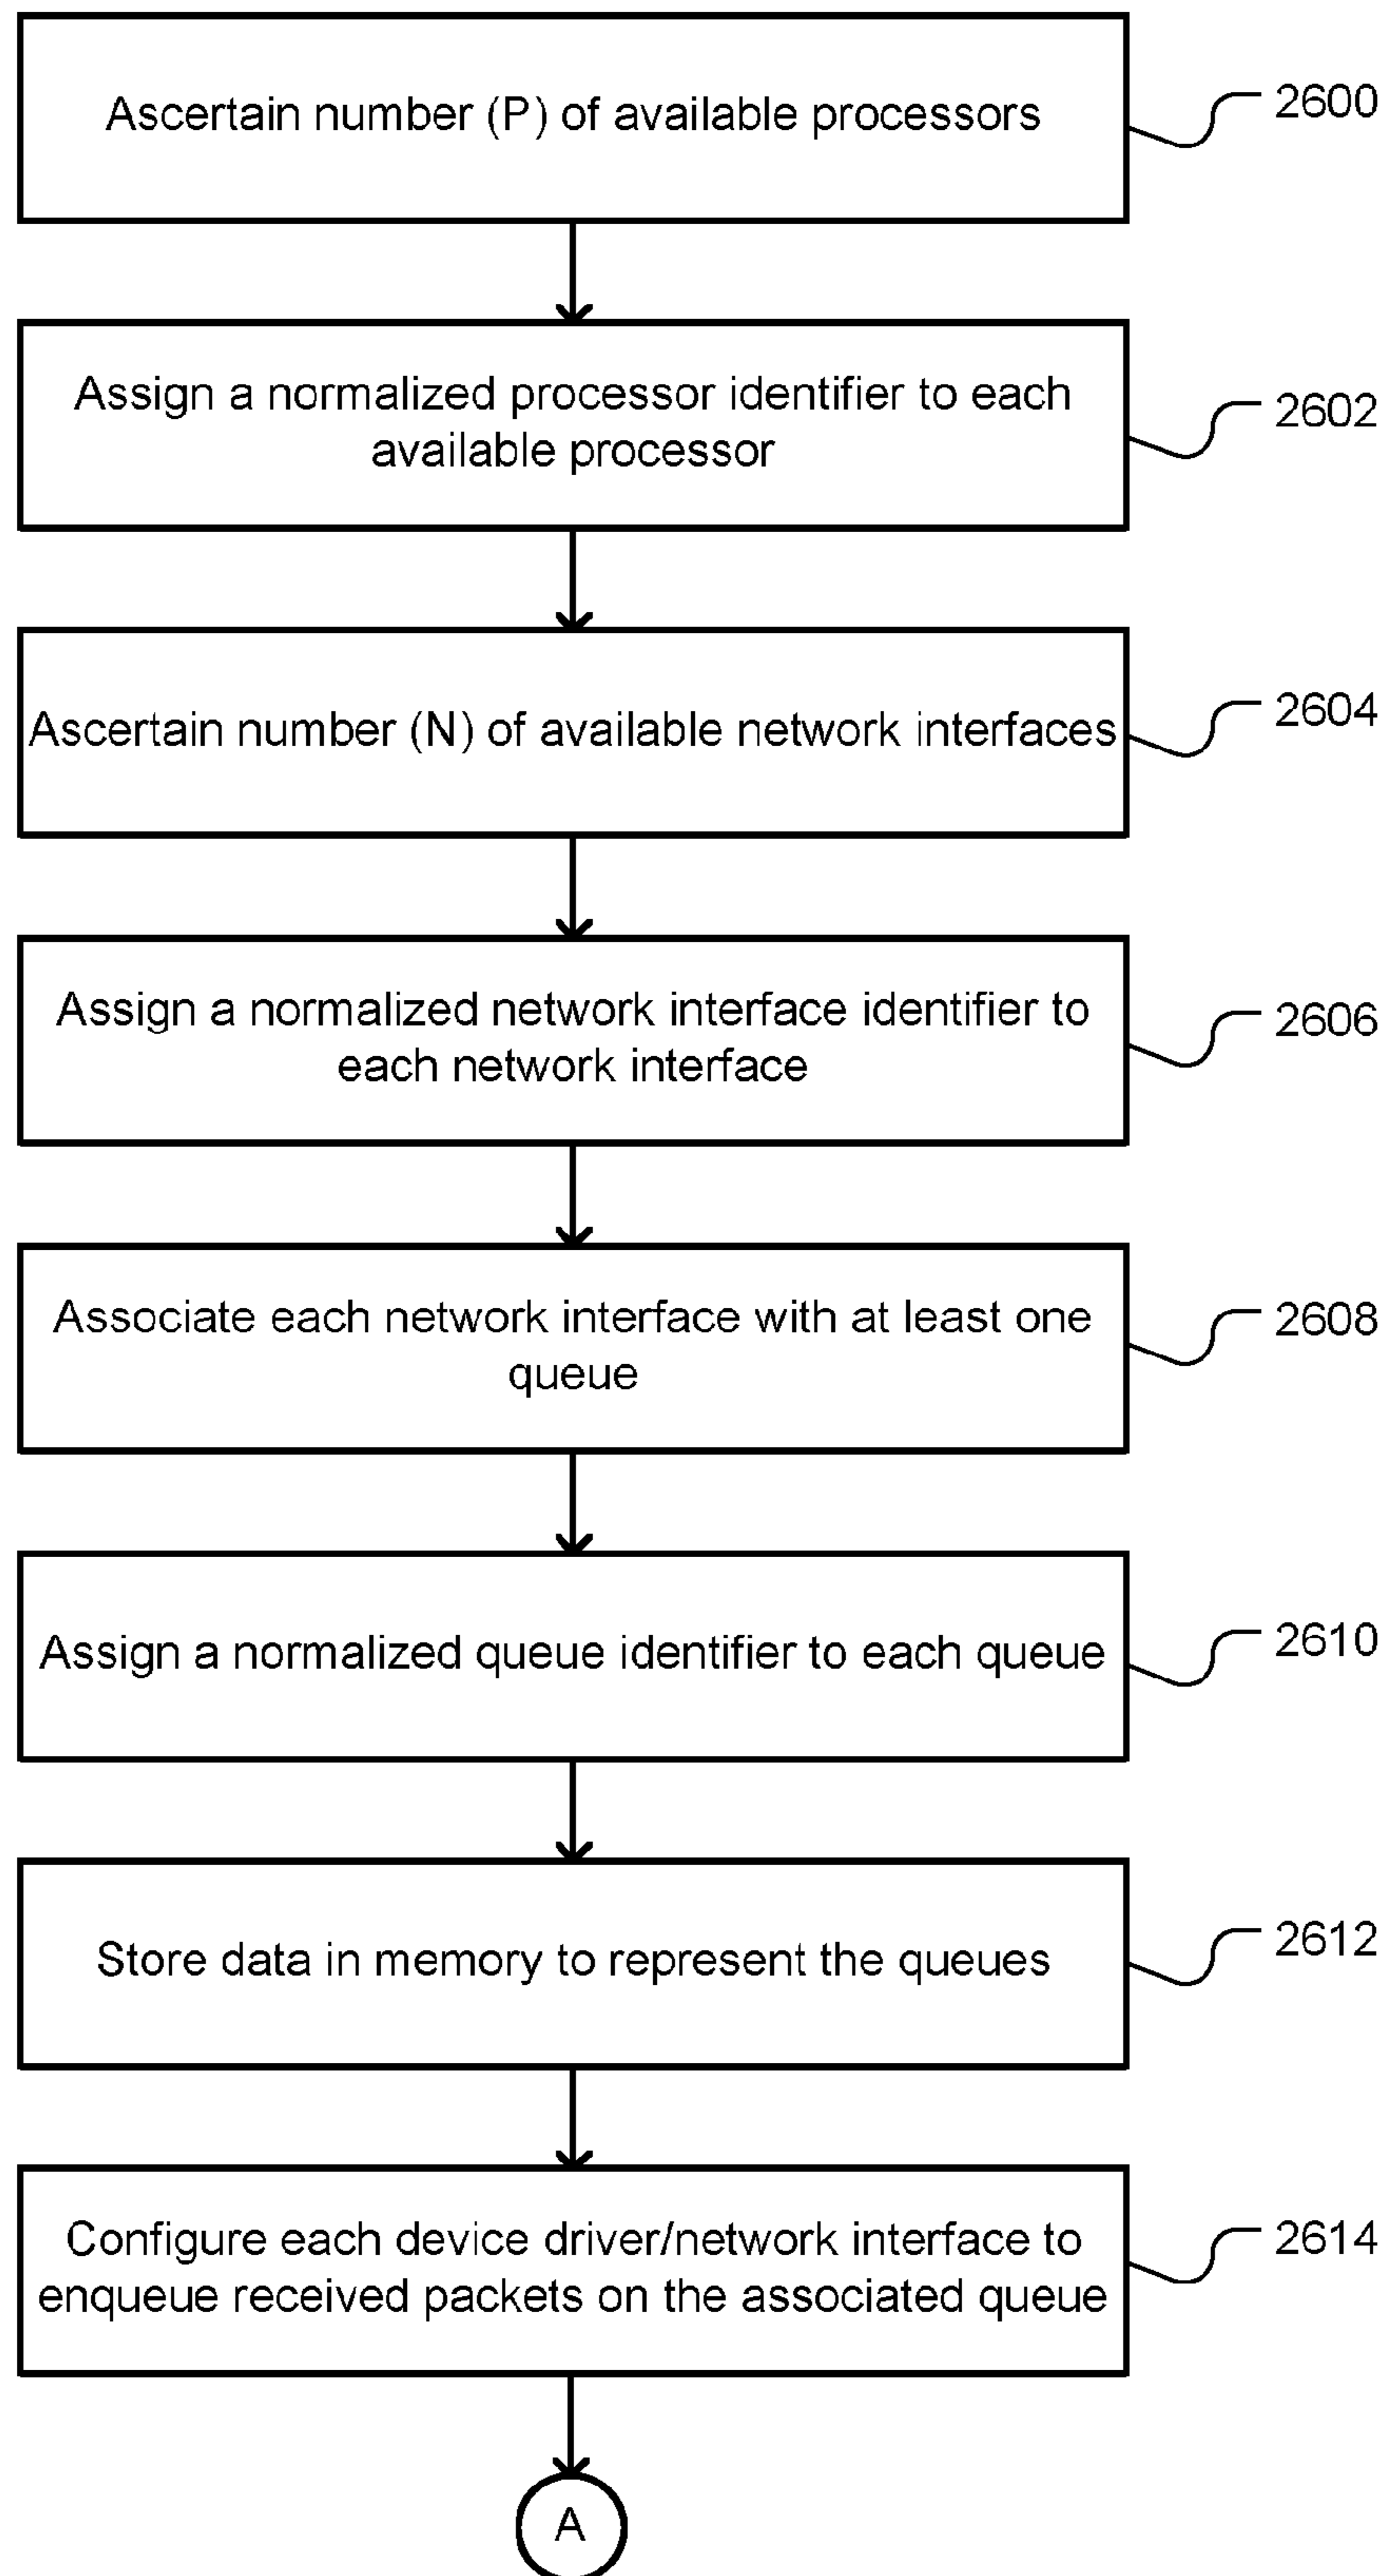 Ascertain number (P) of available processors
2600
Assign a normalized processor identifier to each
available processor
2602
Ascertain number (N) of available network interfaces
2604
Assign a normalized network interface identifier to
each network interface
2606
Associate each network interface with at least one
queue
2608
Assign a normalized queue identifier to each queue
2610
Store data in memory to represent the queues
2612
Configure each device driver/network interface to
enqueue received packets on the associated queue
2614
A